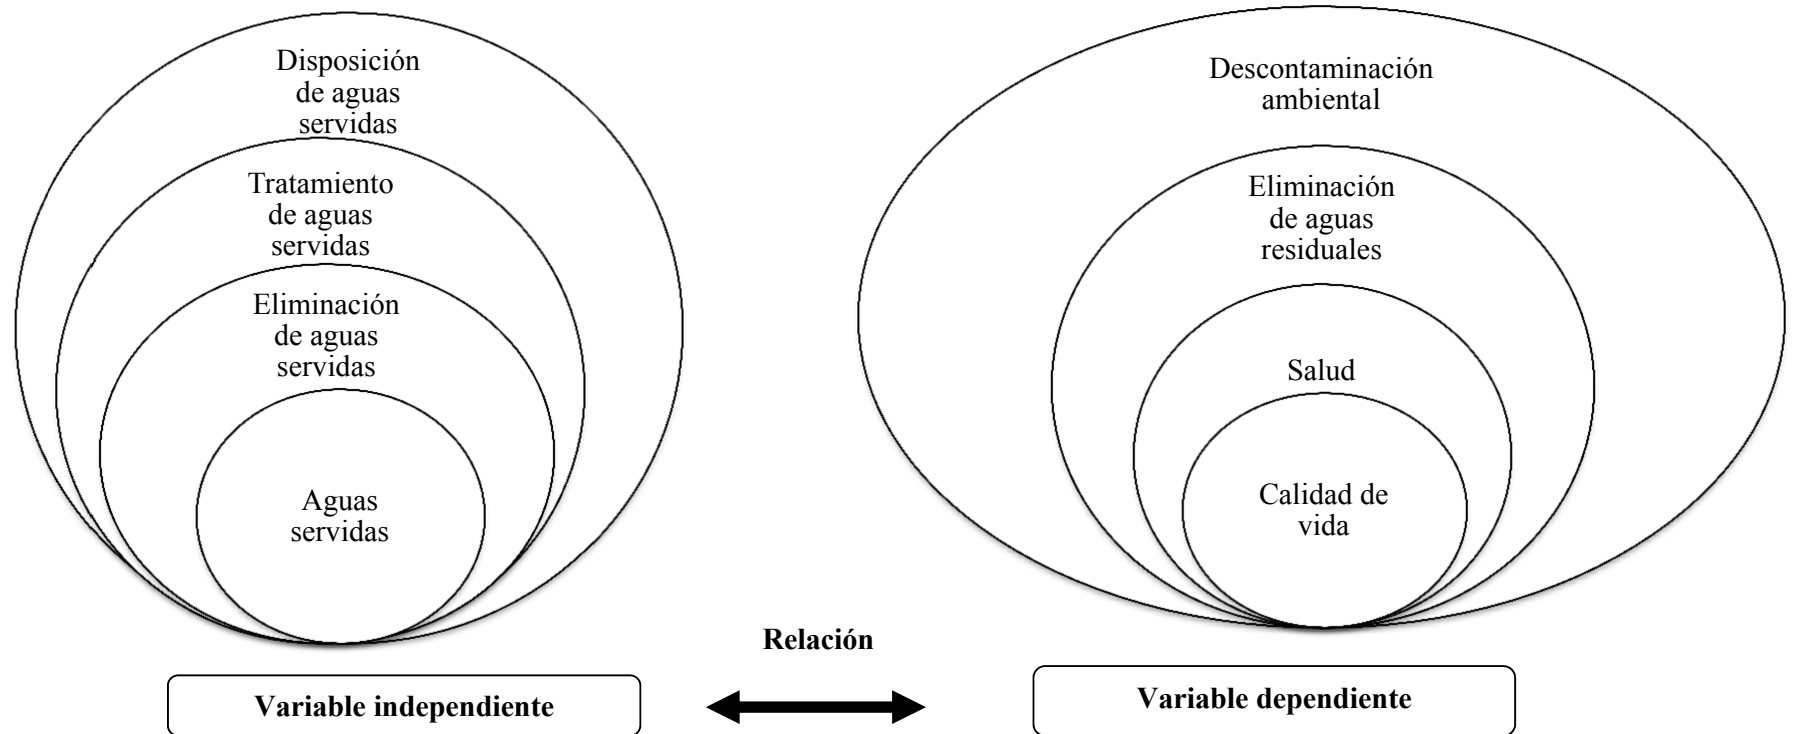 Disposición
de aguas
servidas
Tratamiento
de aguas
servidas
Eliminación
de aguas
servidas
Aguas
servidas
Descontaminación
ambiental
Eliminación
de aguas
residuales
Salud
Calidad de
vida
Relación
Variable independiente
Variable dependiente